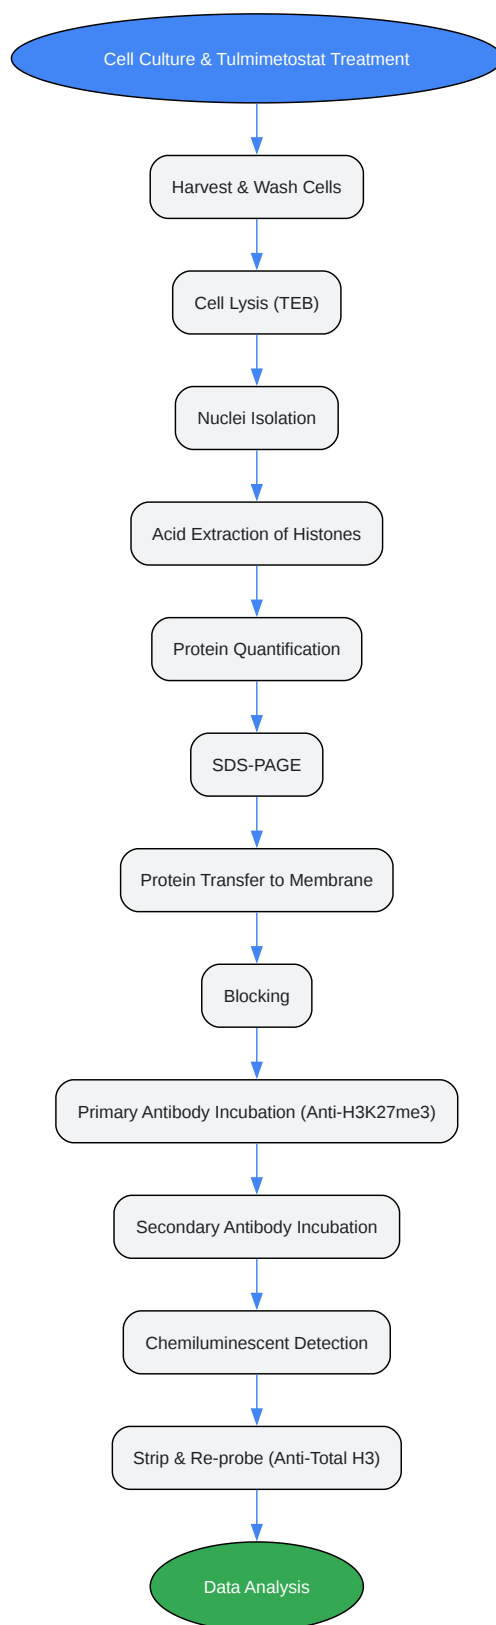 Cell Culture & Tulmimetostat Treatment
Harvest & Wash Cells
Cell Lysis (TEB)
Nuclei Isolation
Acid Extraction of Histones
Protein Quantification
SDS-PAGE
Protein Transfer to Membrane
Blocking
Primary Antibody Incubation (Anti-H3K27me3)
Secondary Antibody Incubation
Chemiluminescent Detection
Strip & Re-probe (Anti-Total H3)
Data Analysis